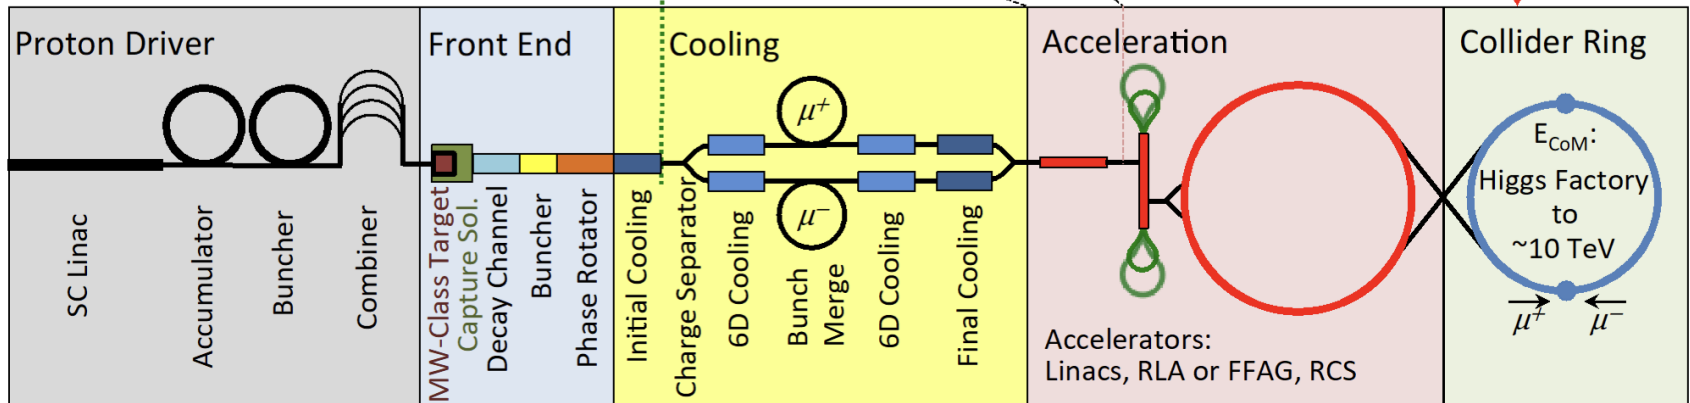 Proton Driver
Front End
Cooling
Acceleration
Collider Ring
μ+
μ−
E_CoM:
Higgs Factory
to
~10 TeV
μ+
μ−
SC Linac
Accumulator
Buncher
Combiner
MW-Class Target
Capture Sol.
Decay Channel
Buncher
Phase Rotator
Initial Cooling
Charge Separator
6D Cooling
Bunch
Merge
6D Cooling
Final Cooling
Accelerators:
Linacs, RLA or FFAG, RCS